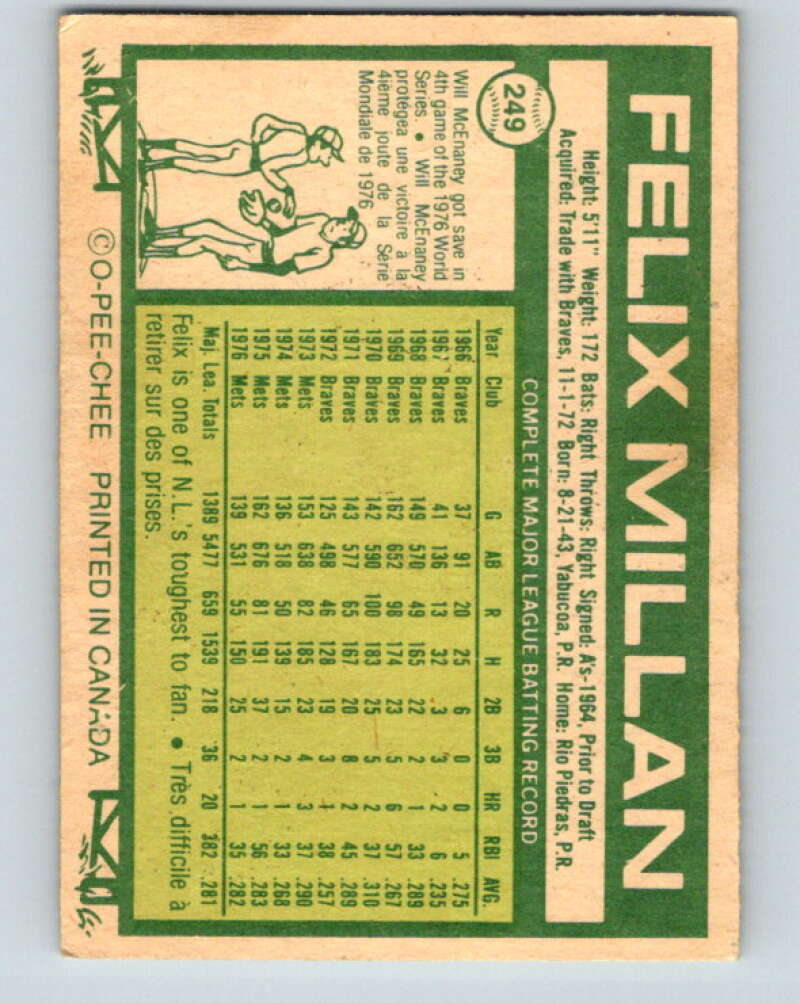 FELIX MILLAN
249
Height: 5'11" Weight: 172 Bats: Right Throws: Right Signed: A's-1964, Prior to Draft
Acquired: Trade with Braves, 11-1-72 Born: 8-21-43, Yabucoa, P.R. Home: Rio Piedras, P.R.
Will McEnaney got save in
4th game of the 1976 World
Series. • Will McEnaney
protégea une victoire à la
4ième joute de la Série
Mondiale de 1976
COMPLETE MAJOR LEAGUE BATTING RECORD
Year Club G AB R H 2B 3B HR RBI AVG.
1966 Braves 37 91 20 25 6 0 0 5 .275
1967 Braves 41 136 13 32 3 3 2 6 .235
1968 Braves 149 570 49 165 22 2 1 33 .289
1969 Braves 162 652 98 174 23 5 6 57 .267
1970 Braves 142 590 100 183 25 5 2 37 .310
1971 Braves 143 577 65 167 20 8 2 45 .289
1972 Braves 125 498 46 128 19 3 1 38 .257
1973 Mets 153 638 82 185 23 4 3 37 .290
1974 Mets 136 518 50 139 15 2 1 33 .268
1975 Mets 162 676 81 191 37 2 1 56 .283
1976 Mets 139 531 55 150 25 2 1 35 .282
Maj. Lea. Totals 1389 5477 659 1539 218 36 20 382 .281
Felix is one of N.L.'s toughest to fan. • Très difficile à
retirer sur des prises.
© O-PEE-CHEE PRINTED IN CANADA